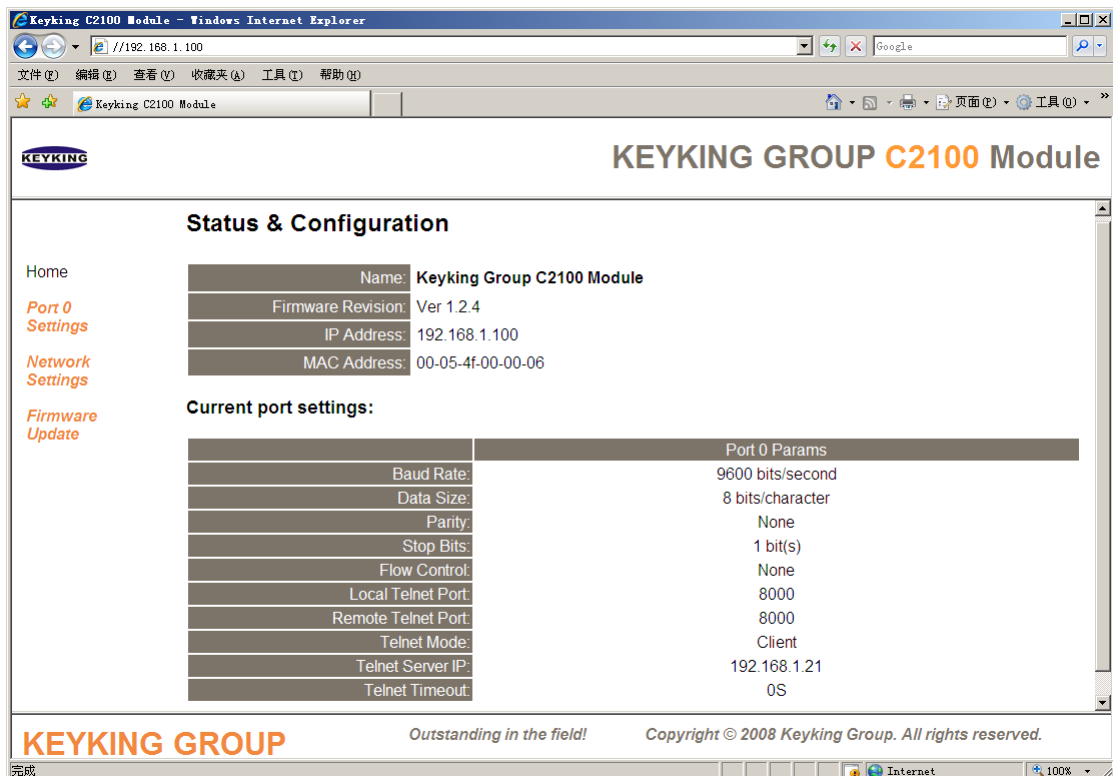 Keyking C2100 Module - Windows Internet Explorer
//192.168.1.100
Google
文件(F) 编辑(E) 查看(V) 收藏夹(A) 工具(T) 帮助(H)
Keyking C2100 Module
页面(P) 工具(O) »
KEYKING
KEYKING GROUP C2100 Module
Status & Configuration
Home
Port 0
Settings
Network
Settings
Firmware
Update
Name: Keyking Group C2100 Module
Firmware Revision: Ver 1.2.4
IP Address: 192.168.1.100
MAC Address: 00-05-4f-00-00-06
Current port settings:
Port 0 Params
Baud Rate: 9600 bits/second
Data Size: 8 bits/character
Parity: None
Stop Bits: 1 bit(s)
Flow Control: None
Local Telnet Port: 8000
Remote Telnet Port: 8000
Telnet Mode: Client
Telnet Server IP: 192.168.1.21
Telnet Timeout: 0S
KEYKING GROUP
Outstanding in the field!
Copyright © 2008 Keyking Group. All rights reserved.
完成
Internet
100%